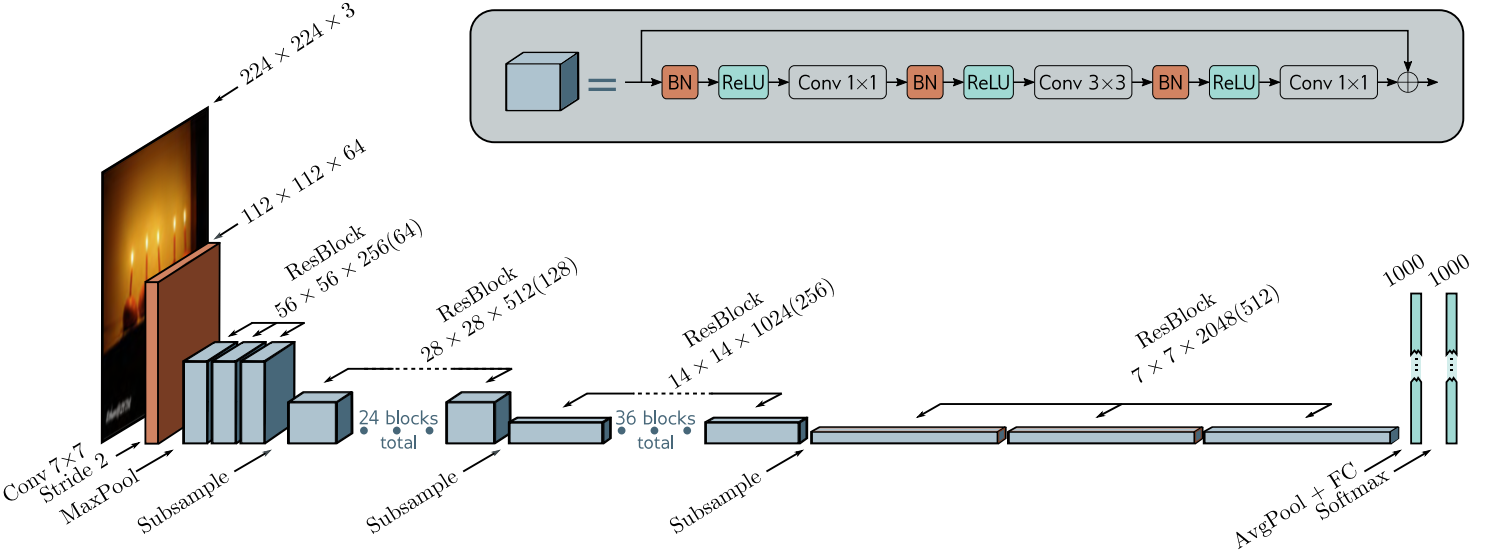 BN
ReLU
Conv 1×1
BN
ReLU
Conv 3×3
BN
ReLU
Conv 1×1
224 × 224 × 3
112 × 112 × 64
ResBlock
56 × 56 × 256(64)
ResBlock
28 × 28 × 512(128)
ResBlock
14 × 14 × 1024(256)
ResBlock
7 × 7 × 2048(512)
1000
1000
24 blocks
total
36 blocks
total
Conv 7×7
Stride 2
MaxPool
Subsample
Subsample
Subsample
AvgPool + FC
Softmax